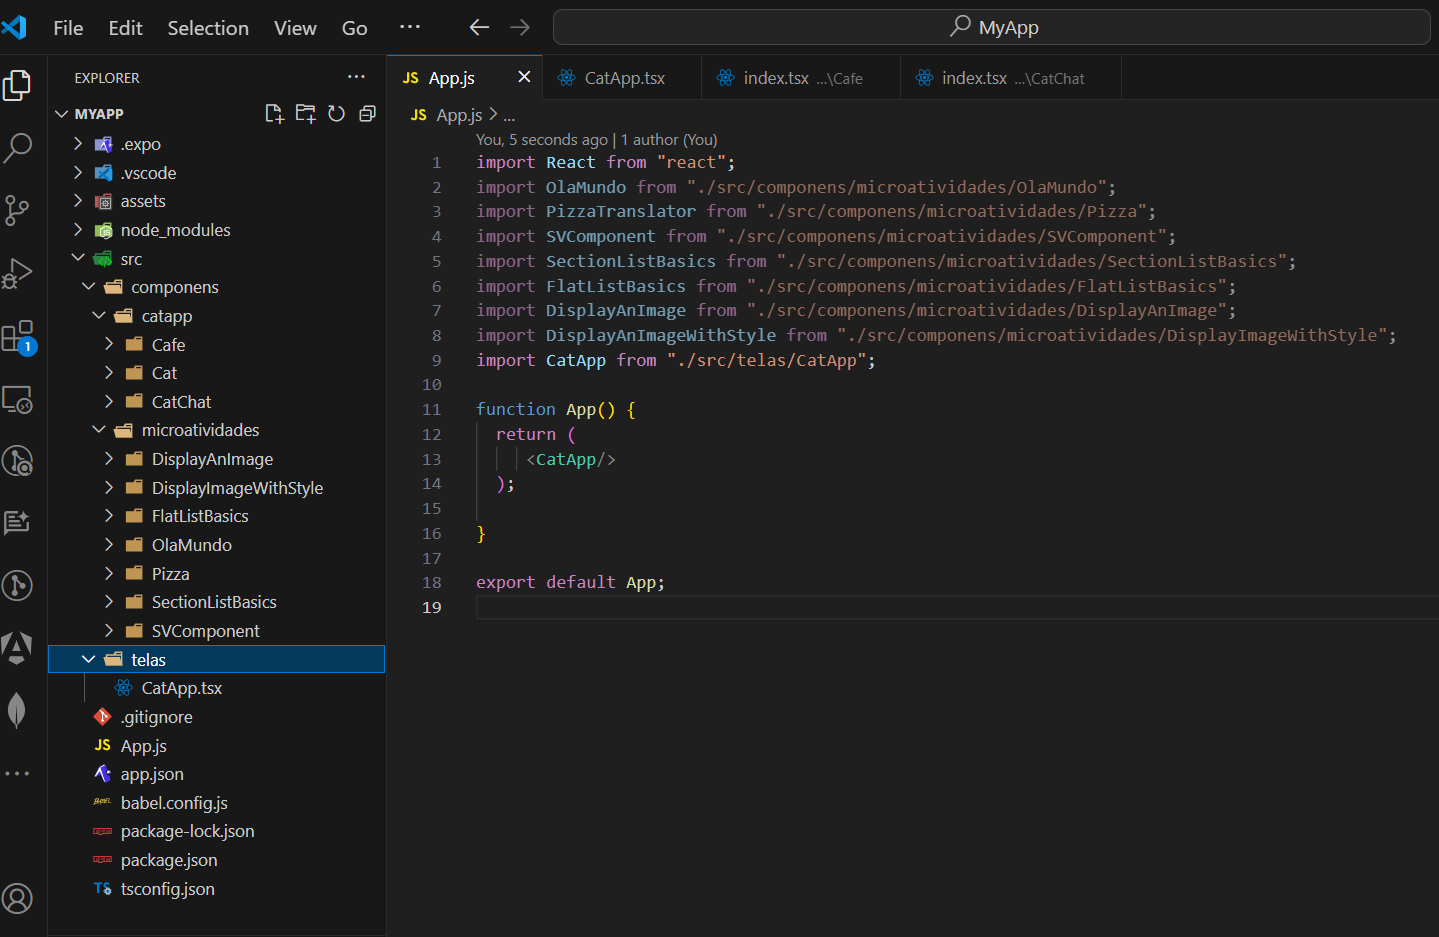 File Edit Selection View Go ... MyApp
EXPLORER ...
MYAPP
.expo
.vscode
assets
node_modules
src
componens
catapp
Cafe
Cat
CatChat
microatividades
DisplayAnImage
DisplayImageWithStyle
FlatListBasics
OlaMundo
Pizza
SectionListBasics
SVComponent
telas
CatApp.tsx
.gitignore
JS App.js
app.json
BABEL babel.config.js
npm package-lock.json
npm package.json
TS tsconfig.json
1
JS App.js CatApp.tsx index.tsx ...\Cafe index.tsx ...\CatChat
JS App.js > ...
You, 5 seconds ago | 1 author (You)
1 import React from "react";
2 import OlaMundo from "./src/componens/microatividades/OlaMundo";
3 import PizzaTranslator from "./src/componens/microatividades/Pizza";
4 import SVComponent from "./src/componens/microatividades/SVComponent";
5 import SectionListBasics from "./src/componens/microatividades/SectionListBasics";
6 import FlatListBasics from "./src/componens/microatividades/FlatListBasics";
7 import DisplayAnImage from "./src/componens/microatividades/DisplayAnImage";
8 import DisplayAnImageWithStyle from "./src/componens/microatividades/DisplayImageWithStyle";
9 import CatApp from "./src/telas/CatApp";
10
11 function App() {
12 return (
13 <CatApp/>
14 );
15
16 }
17
18 export default App;
19